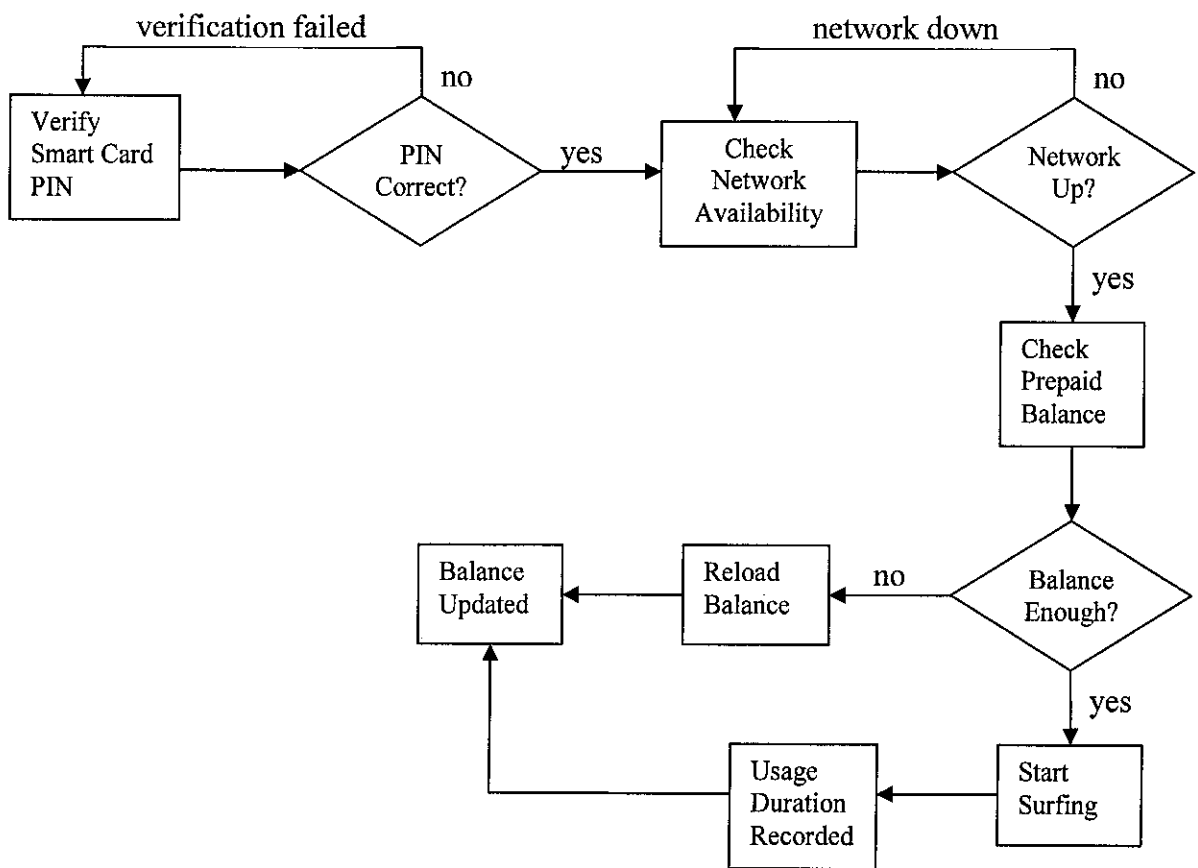 verification failed
network down
no
no
Verify
Smart Card
PIN
PIN
Correct?
yes
Check
Network
Availability
Network
Up?
yes
Check
Prepaid
Balance
Balance
Updated
Reload
Balance
no
Balance
Enough?
yes
Usage
Duration
Recorded
Start
Surfing